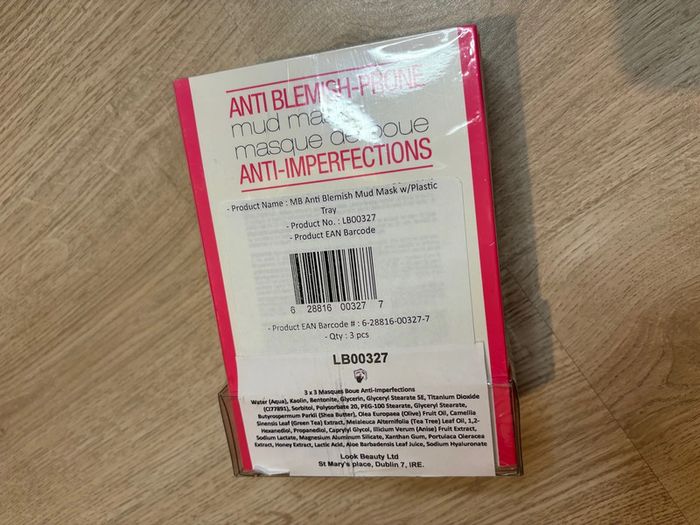 ANTI BLEMISH-PRONE
mud mas
masque de boue
ANTI-IMPERFECTIONS
- Product Name : MB Anti Blemish Mud Mask w/Plastic
Tray
- Product No. : LB00327
- Product EAN Barcode
6 28816 00327 7
- Product EAN Barcode # : 6-28816-00327-7
- Qty : 3 pcs
LB00327
3 x 3 Masques Boue Anti-Imperfections
Water (Aqua), Kaolin, Bentonite, Glycerin, Glyceryl Stearate SE, Titanium Dioxide
(CI77891), Sorbitol, Polysorbate 20, PEG-100 Stearate, Glyceryl Stearate,
Butyrospermum Parkii (Shea Butter), Olea Europaea (Olive) Fruit Oil, Camellia
Sinensis Leaf (Green Tea) Extract, Melaleuca Alternifolia (Tea Tree) Leaf Oil, 1,2-
Hexanediol, Propanediol, Caprylyl Glycol, Illicium Verum (Anise) Fruit Extract,
Sodium Lactate, Magnesium Aluminum Silicate, Xanthan Gum, Portulaca Oleracea
Extract, Honey Extract, Lactic Acid, Aloe Barbadensis Leaf Juice, Sodium Hyaluronate
Look Beauty Ltd
St Mary's place, Dublin 7, IRE.